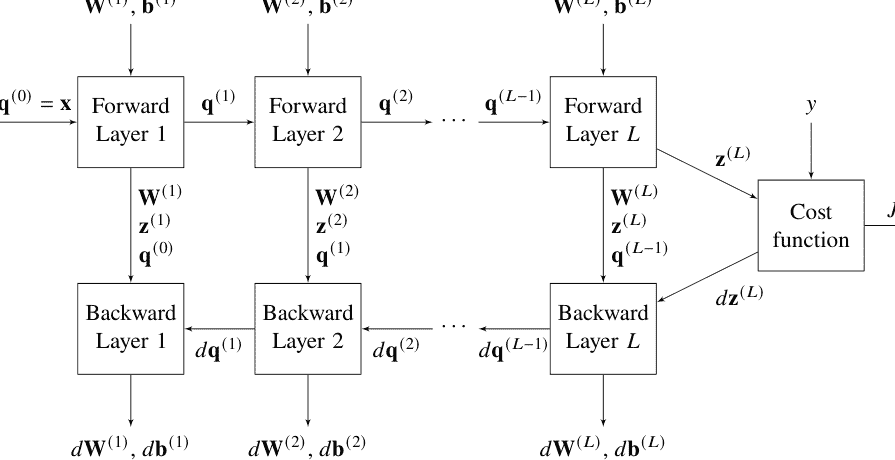 W⁽¹⁾, b⁽¹⁾ W⁽²⁾, b⁽²⁾ W⁽ᴸ⁾, b⁽ᴸ⁾
q⁽⁰⁾ = x Forward Layer 1 q⁽¹⁾ Forward Layer 2 q⁽²⁾ ··· q⁽ᴸ⁻¹⁾ Forward Layer L
y
z⁽ᴸ⁾
W⁽¹⁾ W⁽²⁾ W⁽ᴸ⁾
z⁽¹⁾ z⁽²⁾ z⁽ᴸ⁾
q⁽⁰⁾ q⁽¹⁾ q⁽ᴸ⁻¹⁾
Cost
function
J
dz⁽ᴸ⁾
Backward Backward Backward
Layer 1 Layer 2 ··· Layer L
dq⁽¹⁾ dq⁽²⁾ dq⁽ᴸ⁻¹⁾
dW⁽¹⁾, db⁽¹⁾ dW⁽²⁾, db⁽²⁾ dW⁽ᴸ⁾, db⁽ᴸ⁾